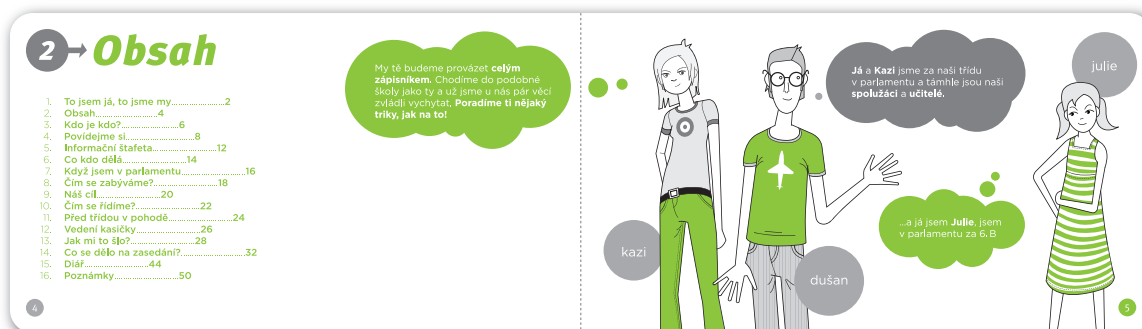 2 Obsah
1. To jsem já, to jsme my......................2
2. Obsah......................4
3. Kdo je kdo?......................6
4. Povídejme si......................8
5. Informační štafeta......................12
6. Co kdo dělá......................14
7. Když jsem v parlamentu......................16
8. Čím se zabýváme?......................18
9. Náš cíl......................20
10. Čím se řídíme?......................22
11. Před třídou v pohodě......................24
12. Vedení kasičky......................26
13. Jak mi to šlo?......................28
14. Co se dělo na zasedání?......................32
15. Diář......................44
16. Poznámky......................50
4
My tě budeme provázet celým
zápisníkem. Chodíme do podobné
školy jako ty a už jsme u nás pár věcí
zvládli vychytat, Poradíme ti nějaký
triky, jak na to!
Já a Kazi jsme za naši třídu
v parlamentu a támhle jsou naši
spolužáci a učitelé.
julie
...a já jsem Julie, jsem
v parlamentu za 6. B
kazi
dušan
5